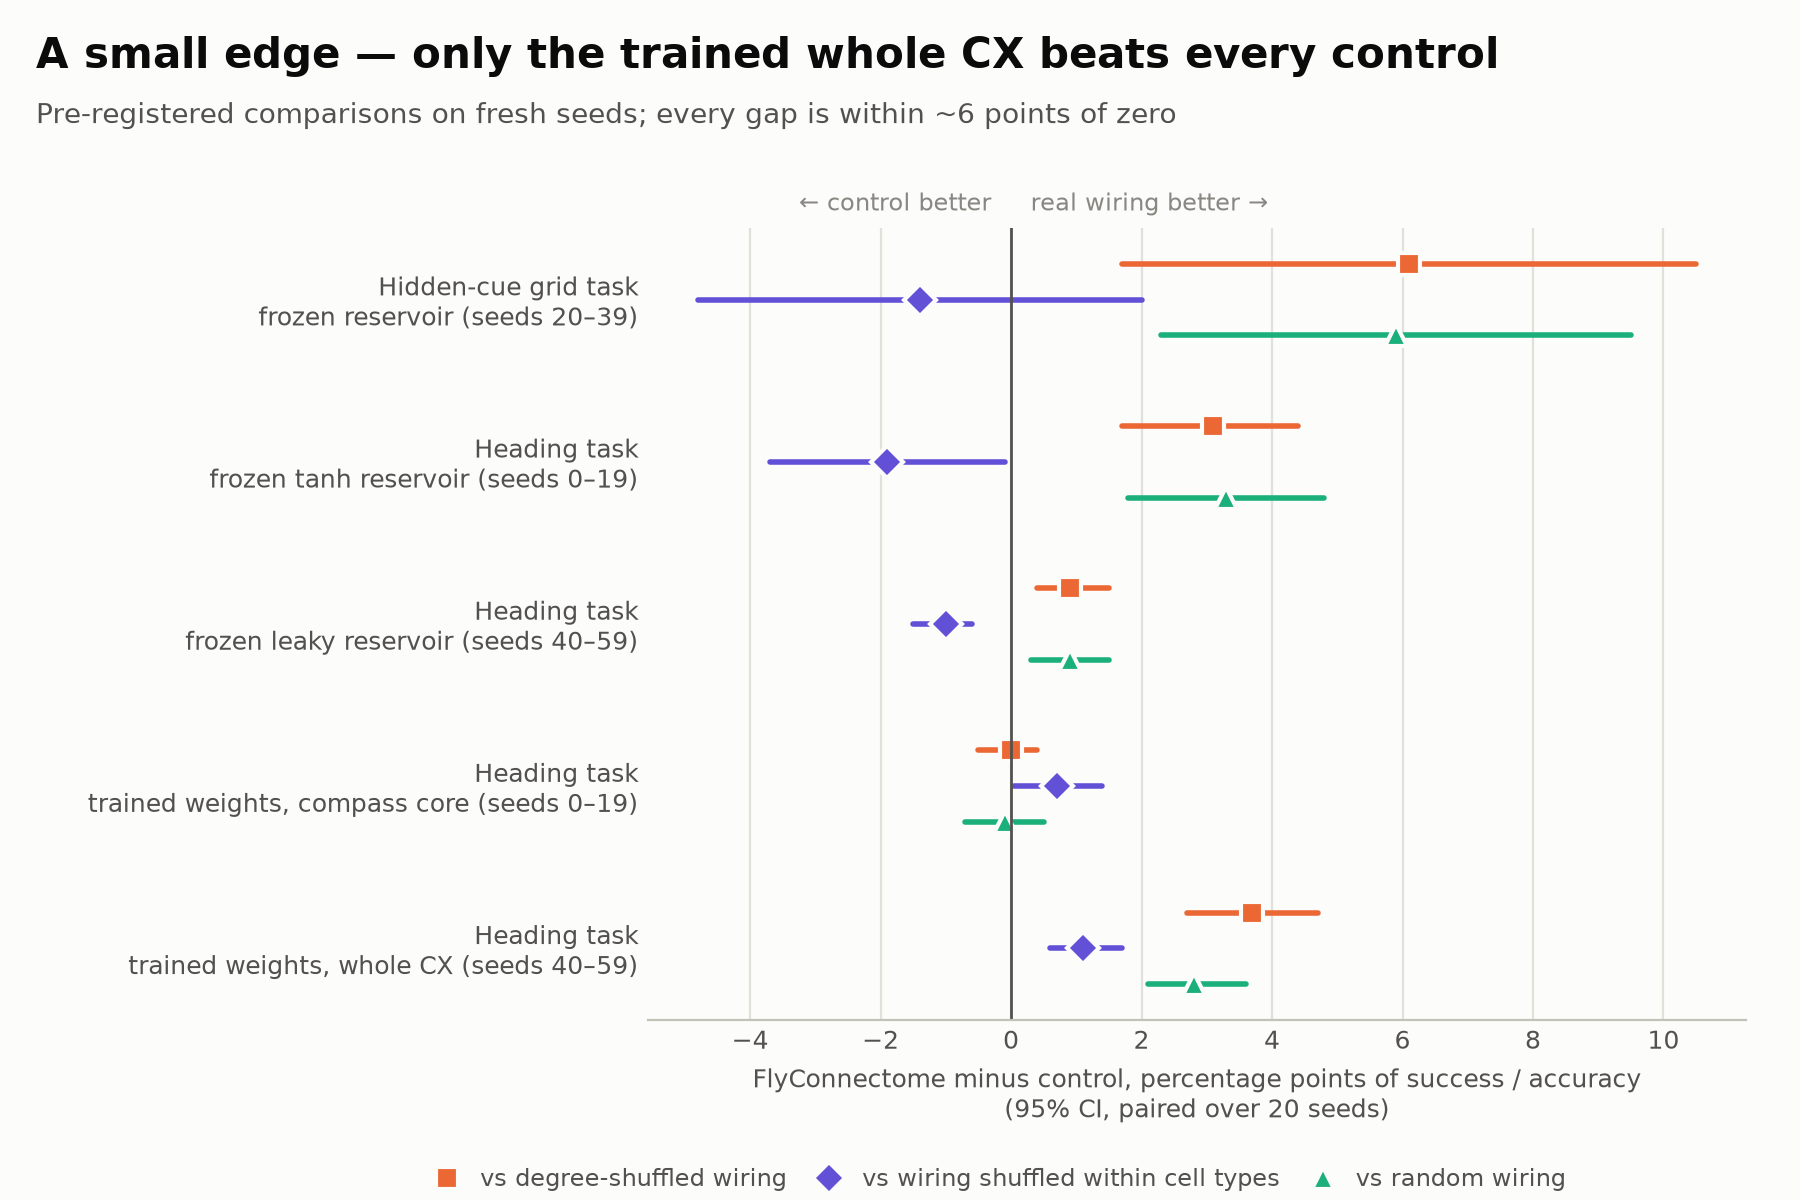 A small edge — only the trained whole CX beats every control
Pre-registered comparisons on fresh seeds; every gap is within ~6 points of zero
← control better
real wiring better →
Hidden-cue grid task
frozen reservoir (seeds 20–39)
Heading task
frozen tanh reservoir (seeds 0–19)
Heading task
frozen leaky reservoir (seeds 40–59)
Heading task
trained weights, compass core (seeds 0–19)
Heading task
trained weights, whole CX (seeds 40–59)
−4 −2 0 2 4 6 8 10
FlyConnectome minus control, percentage points of success / accuracy
(95% CI, paired over 20 seeds)
vs degree-shuffled wiring vs wiring shuffled within cell types vs random wiring